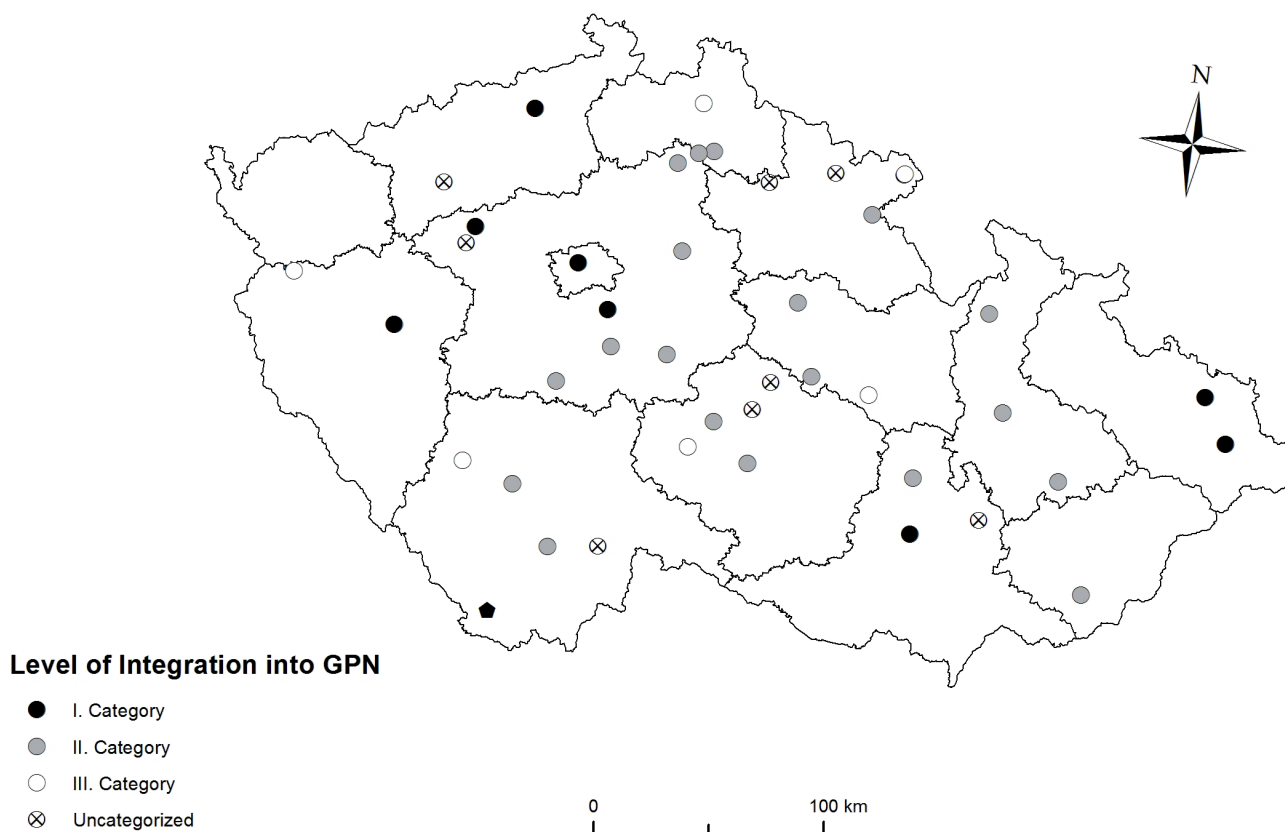 N
Level of Integration into GPN
I. Category
II. Category
III. Category
Uncategorized
0 100 km